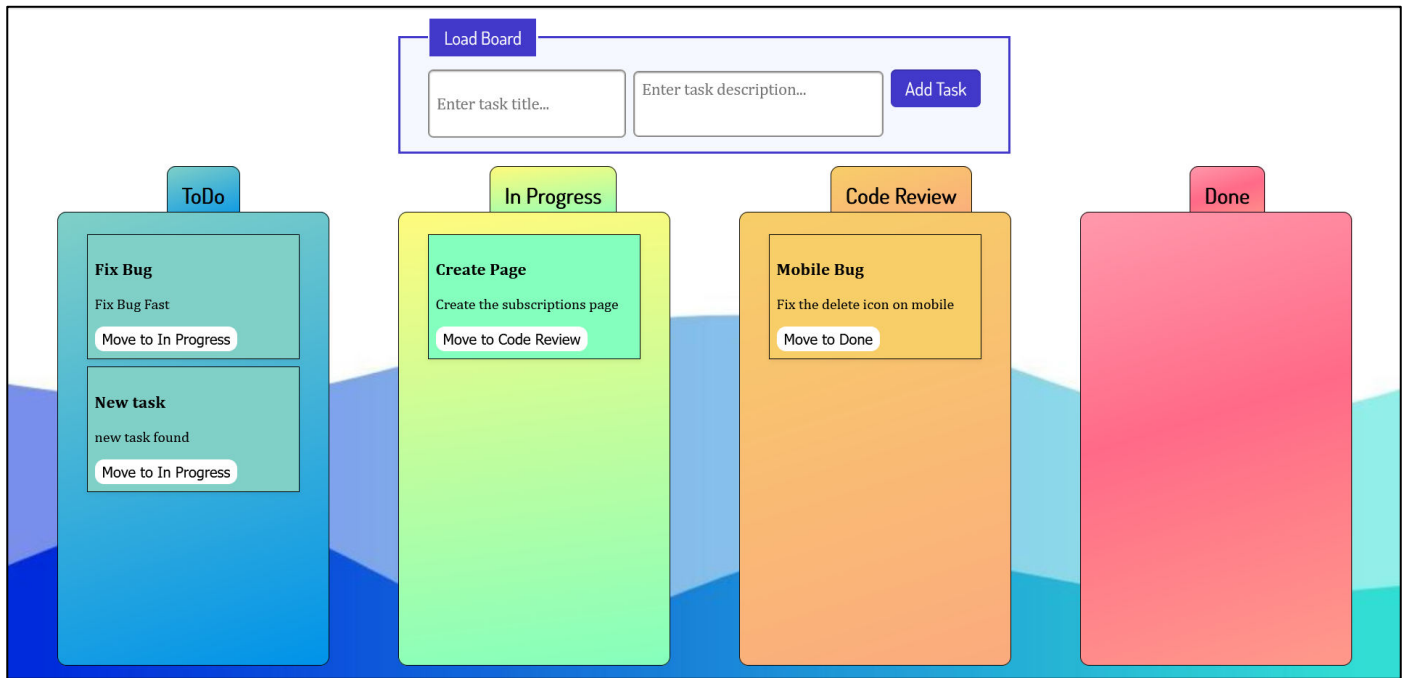 Load Board
Enter task title...
Enter task description...
Add Task
ToDo
Fix Bug
Fix Bug Fast
Move to In Progress
New task
new task found
Move to In Progress
In Progress
Create Page
Create the subscriptions page
Move to Code Review
Code Review
Mobile Bug
Fix the delete icon on mobile
Move to Done
Done